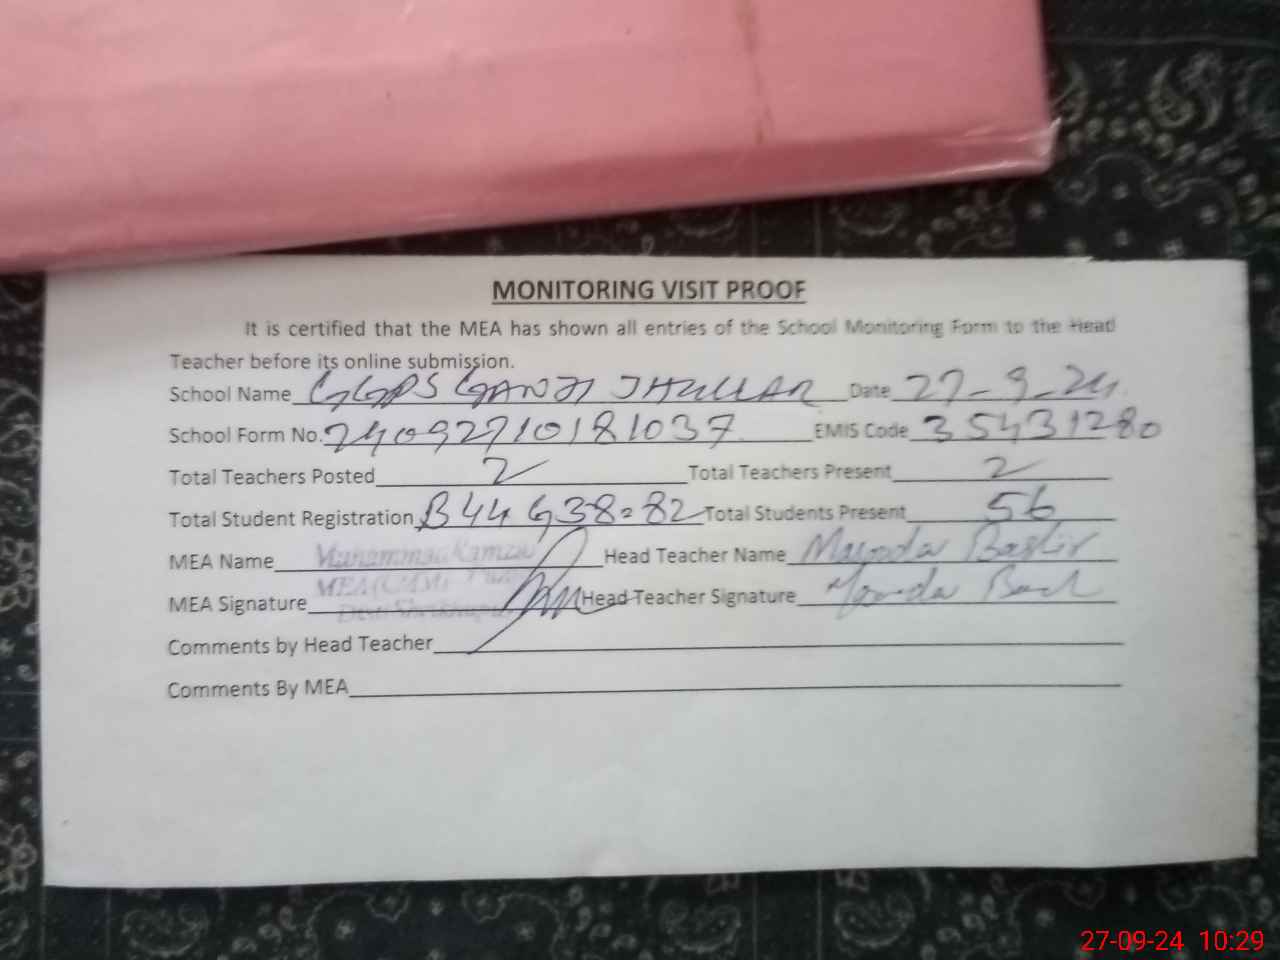 MONITORING VISIT PROOF
It is certified that the MEA has shown all entries of the School Monitoring Form to the Head
Teacher before its online submission.
School Name GGPS GANJI JHULLAR Date 27-9-24
School Form No. 24092710181037 EMIS Code 35431280
Total Teachers Posted 2 Total Teachers Present 2
Total Student Registration B44 G38=82 Total Students Present 56
MEA Name Muhammad Ramzan Head Teacher Name Bashir
MEA Signature MEA Head Teacher Signature
Comments by Head Teacher
Comments By MEA
27-09-24 10:29